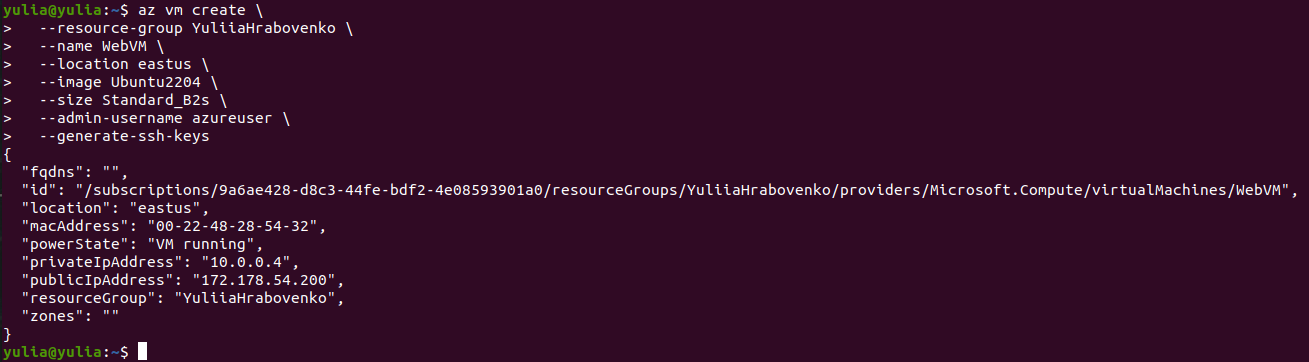 yulia@yulia:~$ az vm create \
>   --resource-group YuliiaHrabovenko \
>   --name WebVM \
>   --location eastus \
>   --image Ubuntu2204 \
>   --size Standard_B2s \
>   --admin-username azureuser \
>   --generate-ssh-keys
{
  "fqdns": "",
  "id": "/subscriptions/9a6ae428-d8c3-44fe-bdf2-4e08593901a0/resourceGroups/YuliiaHrabovenko/providers/Microsoft.Compute/virtualMachines/WebVM",
  "location": "eastus",
  "macAddress": "00-22-48-28-54-32",
  "powerState": "VM running",
  "privateIpAddress": "10.0.0.4",
  "publicIpAddress": "172.178.54.200",
  "resourceGroup": "YuliiaHrabovenko",
  "zones": ""
}
yulia@yulia:~$